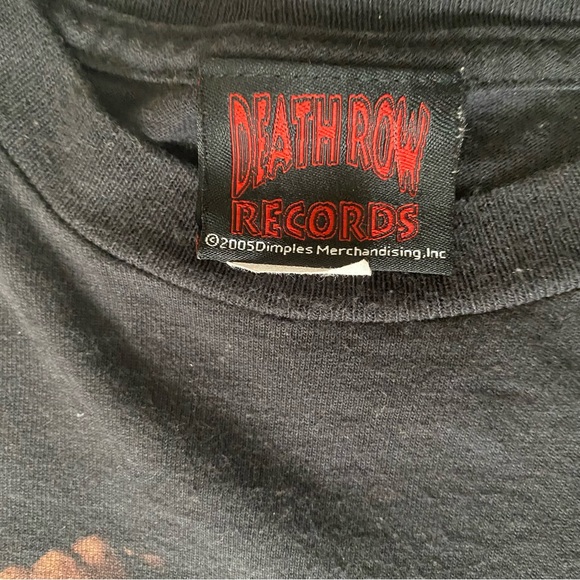 DEATH ROW
RECORDS
©2005Dimples Merchandising,Inc